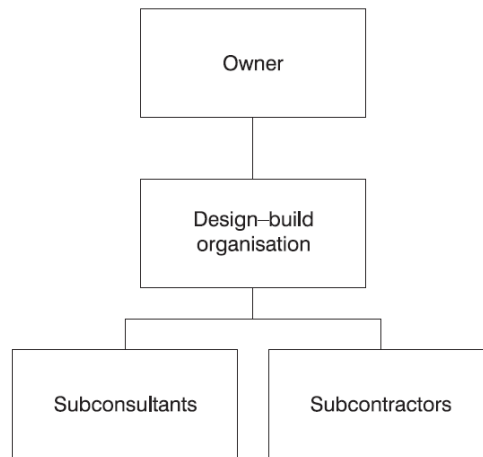 Owner
Design–build
organisation
Subconsultants
Subcontractors